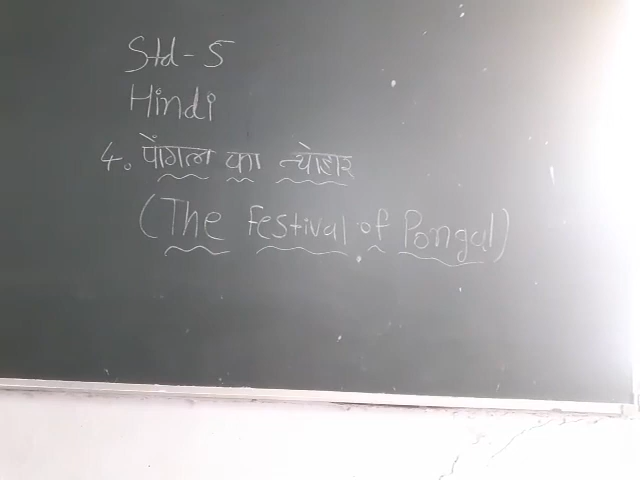 Std-5
Hindi
4. पोंगल का त्योहार
(The Festival of Pongal)